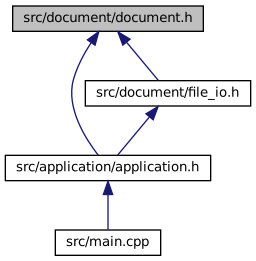 src/document/document.h
src/document/file_io.h
src/application/application.h
src/main.cpp